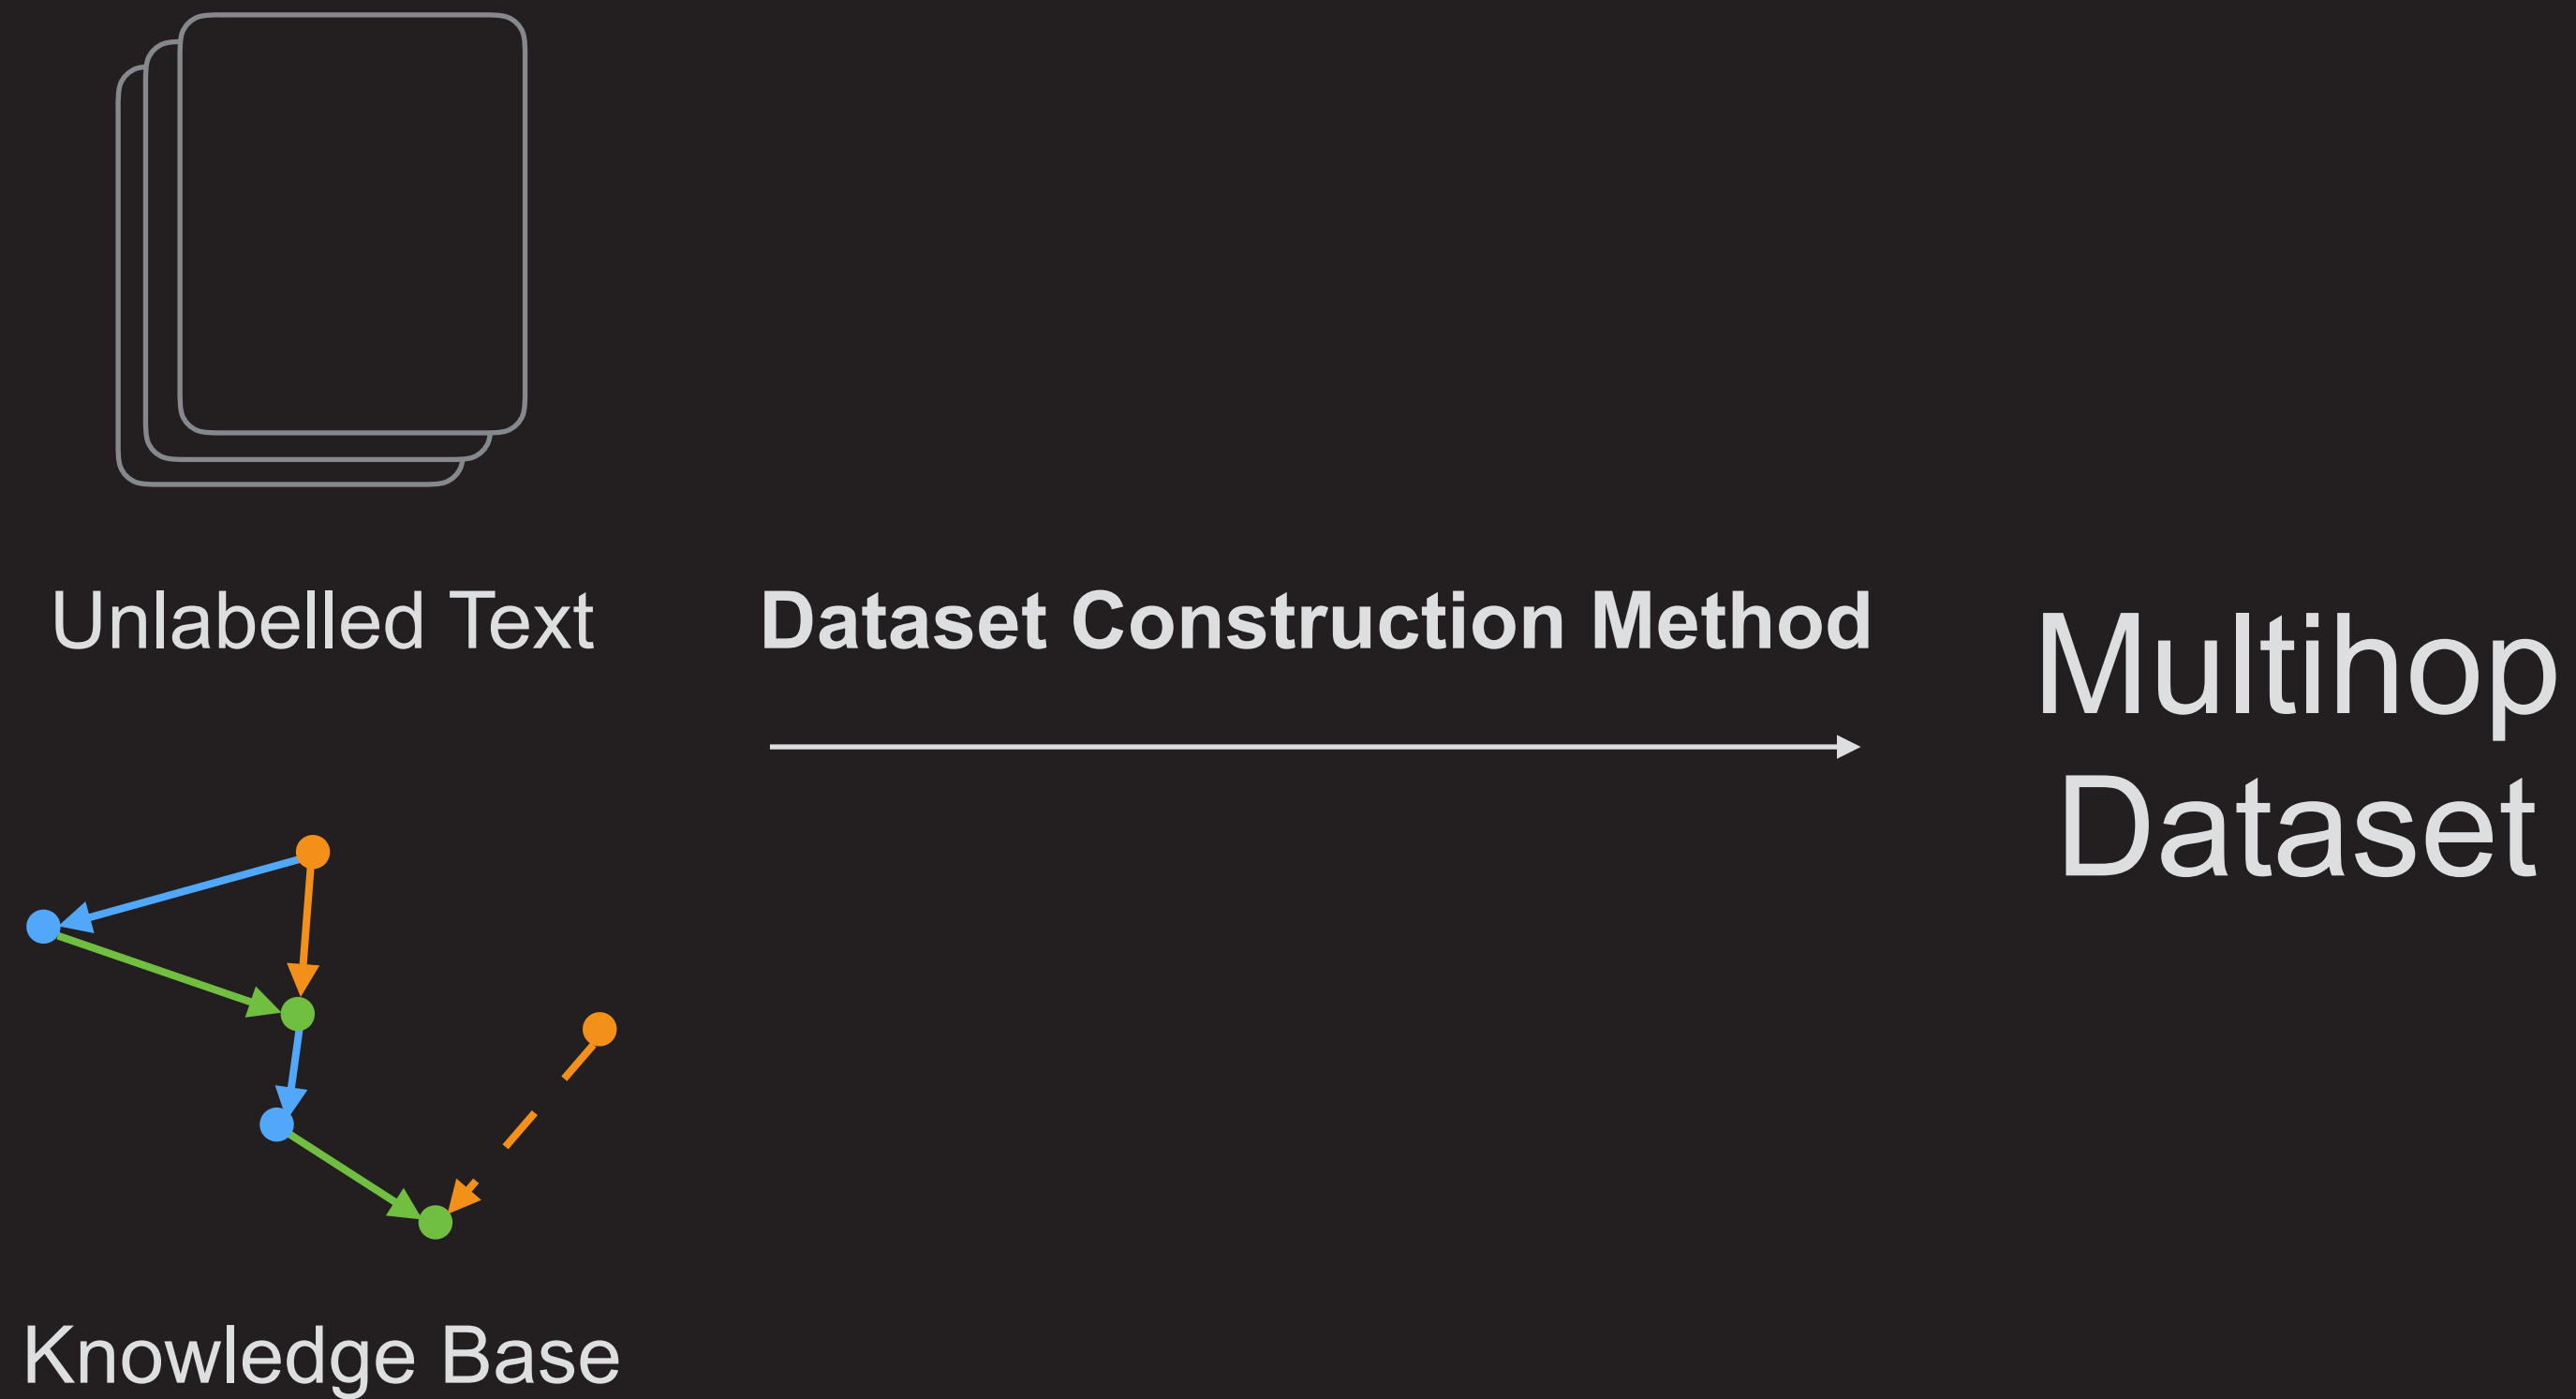 Unlabelled Text
Dataset Construction Method
Multihop
Dataset
Knowledge Base